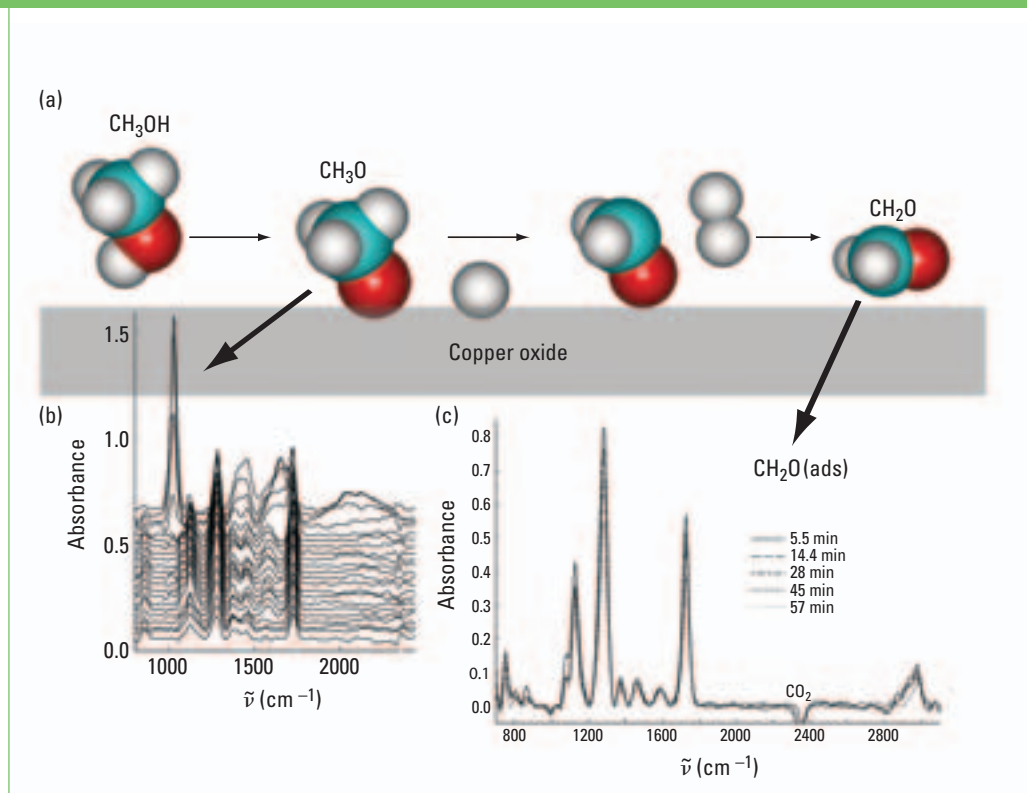 (a)
CH₃OH
CH₃O
CH₂O
Copper oxide
(b)
Absorbance
1.5
1.0
0.5
0.0
1000 1500 2000
ν̃ (cm⁻¹)
(c)
Absorbance
0.8
0.7
0.6
0.5
0.4
0.3
0.2
0.1
0.0
CH₂O (ads)
5.5 min
14.4 min
28 min
45 min
57 min
CO₂
800 1200 1600 2000 2400 2800
ν̃ (cm⁻¹)